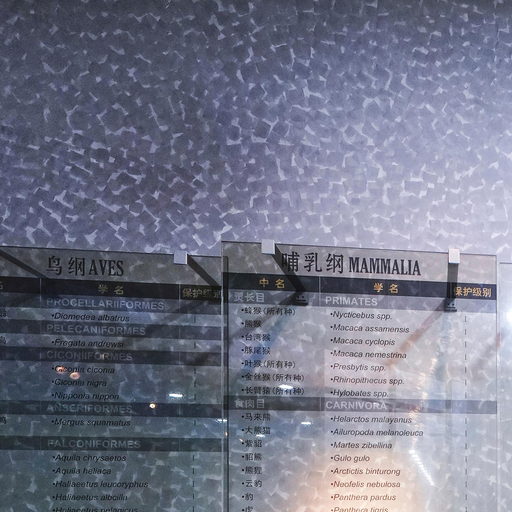 鸟纲 AVES
名 学名 保护级别
PROCELLARIIFORMES
Diomedea albatrus
PELECANIFORMES
Fregata andrewsi
CICONIIFORMES
Ciconia ciconia
Ciconia nigra
Nipponia nippon
ANSERIFORMES
Mergus squamatus
FALCONIFORMES
Aquila chrysaetos
Aquila heliaca
Haliaeetus leucoryphus
Haliaeetus albicilla
Haliaeetus pelagicus
哺乳纲 MAMMALIA
中名 学名 保护级别
灵长目 PRIMATES
蜂猴(所有种) Nycticebus spp.
熊猴 Macaca assamensis
台湾猴 Macaca cyclopis
豚尾猴 Macaca nemestrina
叶猴(所有种) Presbytis spp.
金丝猴(所有种) Rhinopithecus spp.
长臂猿(所有种) Hylobates spp.
食肉目 CARNIVORA
马来熊 Helarctos malayanus
大熊猫 Ailuropoda melanoleuca
紫貂 Martes zibellina
貂熊 Gulo gulo
熊狸 Arctictis binturong
云豹 Neofelis nebulosa
豹 Panthera pardus
虎 Panthera tigris